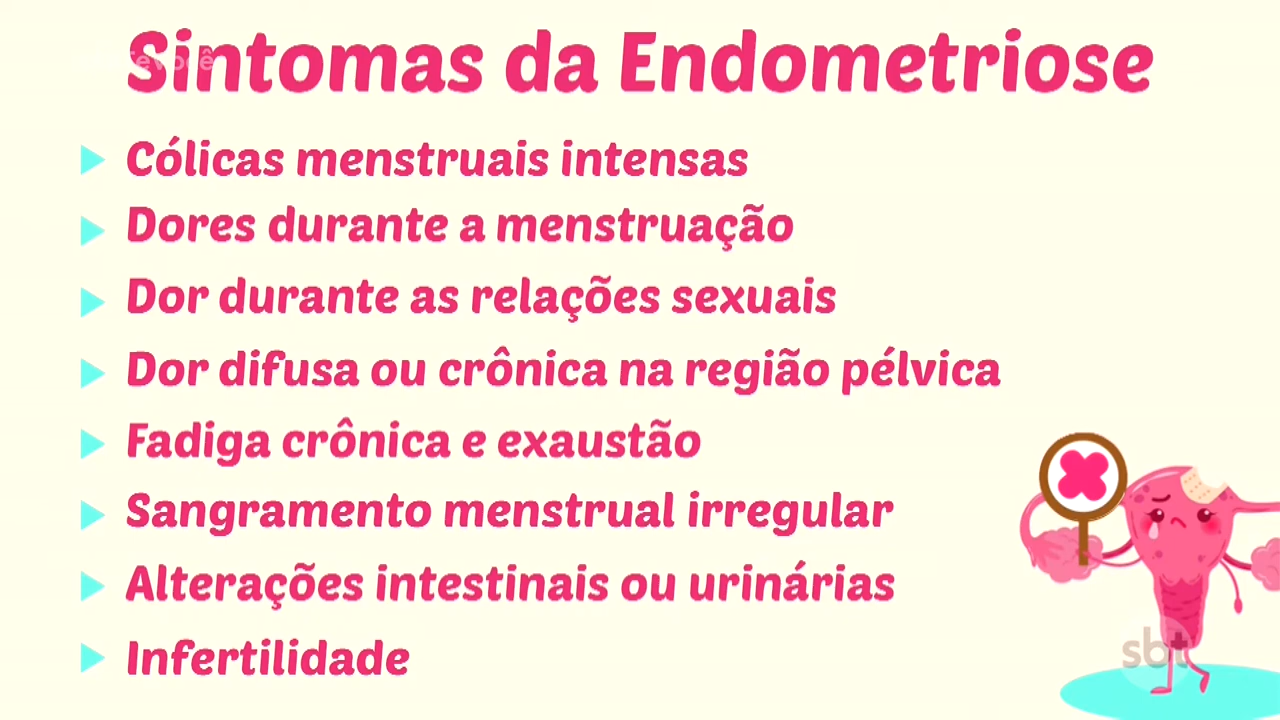 Sintomas da Endometriose
Cólicas menstruais intensas
Dores durante a menstruação
Dor durante as relações sexuais
Dor difusa ou crônica na região pélvica
Fadiga crônica e exaustão
Sangramento menstrual irregular
Alterações intestinais ou urinárias
Infertilidade
sbt